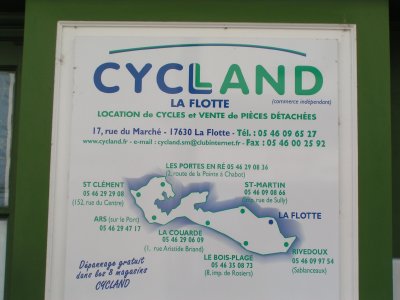 CYCLLAND
LA FLOTTE
(commerce indépendant)
LOCATION de CYCLES et VENTE de PIÈCES DÉTACHÉES
17, rue du Marché - 17630 La Flotte - Tél. : 05 46 09 65 27
www.cycland.fr - e-mail : cycland.sm@clubinternet.fr - Fax : 05 46 00 25 92
LES PORTES EN RÉ 05 46 29 08 36
(2, route de la Pointe à Chabot)
ST CLÉMENT
05 46 29 29 08
(152, rue du Centre)
ST-MARTIN
05 46 09 08 66
rue de Sully)
ARS (sur le Port)
05 46 29 47 17
LA FLOTTE
LA COUARDE
05 46 29 06 09
(1, rue Aristide Briand)
LE BOIS-PLAGE
05 46 35 08 73
(8, imp. de Rosiers)
RIVEDOUX
05 46 09 97 54
(Sablanceaux)
Dépannage gratuit
dans les 8 magasins
CYCLAND